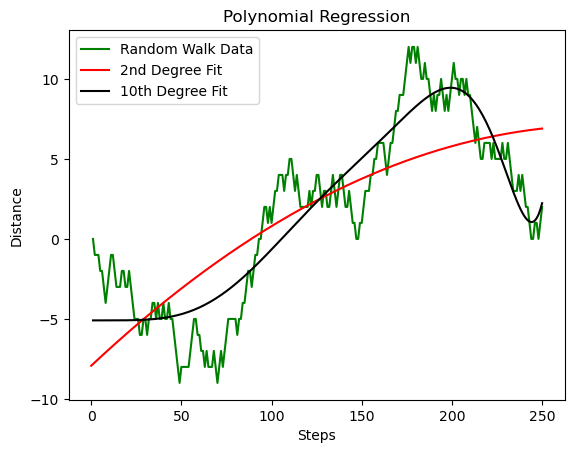 Polynomial Regression
Random Walk Data
2nd Degree Fit
10th Degree Fit
10
5
0
−5
−10
Distance
0 50 100 150 200 250
Steps